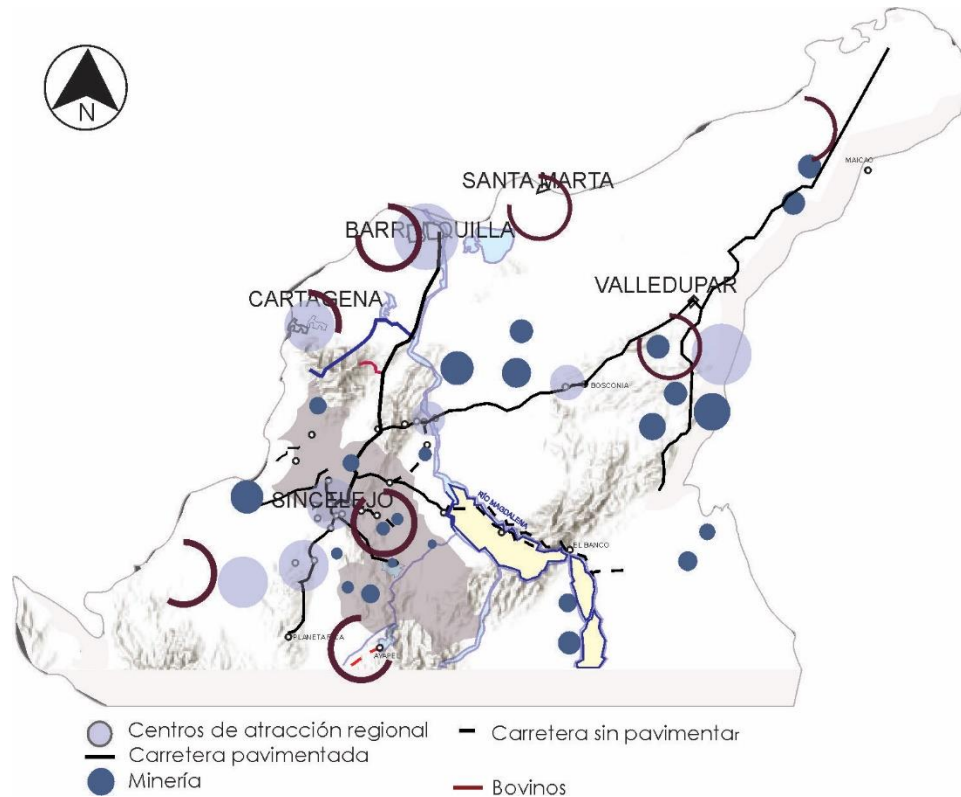 N
MAICAO
SANTA MARTA
BARRANQUILLA
VALLEDUPAR
CARTAGENA
BOSCONIA
SINCELEJO
RÍO MAGDALENA
EL BANCO
PLANETA RICA
AYAPEL
Centros de atracción regional
Carretera sin pavimentar
Carretera pavimentada
Minería
Bovinos